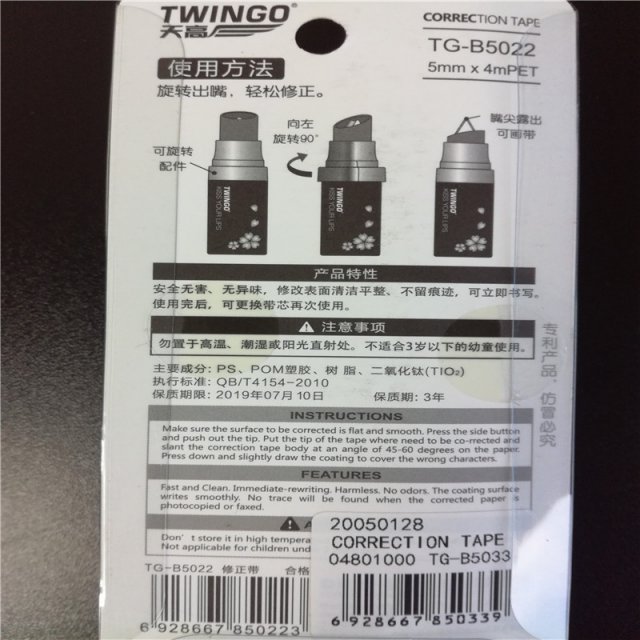 TWINGO®
天高
CORRECTION TAPE
TG-B5022
5mm x 4mPET
使用方法
旋转出嘴，轻松修正。
可旋转
配件
向左
旋转90°
嘴尖露出
可画带
TWINGO®
KISS YOUR LIPS
TWINGO®
KISS YOUR LIPS
TWINGO®
KISS YOUR LIPS
产品特性
安全无害、无异味，修改表面清洁平整、不留痕迹，可立即书写。
使用完后，可更换带芯再次使用。
注意事项
勿置于高温、潮湿或阳光直射处。不适合3岁以下的幼童使用。
主要成分: PS、POM塑胶、树 脂、二氧化钛(TIO₂)
执行标准: QB/T4154-2010
保质期限: 2019年07月10日 保质期: 3年
专利产品，仿冒必究
INSTRUCTIONS
Make sure the surface to be corrected is flat and smooth. Press the side button
and push out the tip. Put the tip of the tape where need to be co-rrected and
slant the correction tape body at an angle of 45-60 degrees on the paper.
Press down and slightly draw the coating to cover the wrong characters.
FEATURES
Fast and Clean. Immediate-rewriting. Harmless. No odors. The coating surface
writes smoothly. No trace will be found when the corrected paper is
photocopied or faxed.
Don't store it in high tempera
Not applicable for children und
TG-B5022 修正带 合格
6 928667 850223
20050128
CORRECTION TAPE
04801000 TG-B5033
6 928667 850339